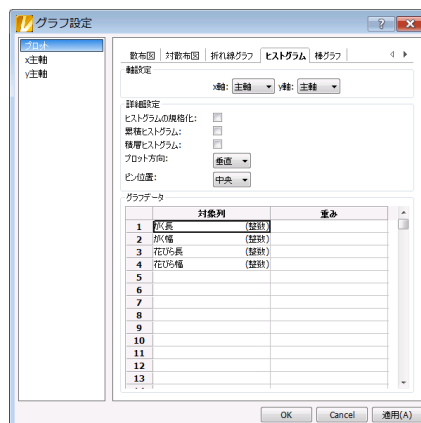 グラフ設定
プロット
x主軸
y主軸
散布図 対散布図 折れ線グラフ ヒストグラム 棒グラフ
軸設定
x軸: 主軸 y軸: 主軸
詳細設定
ヒストグラムの規格化:
累積ヒストグラム:
積層ヒストグラム:
プロット方向: 垂直
ビン位置: 中央
グラフデータ
対象列 重み
1 がく長 (整数)
2 がく幅 (整数)
3 花びら長 (整数)
4 花びら幅 (整数)
5
6
7
8
9
10
11
12
13
OK Cancel 適用(A)